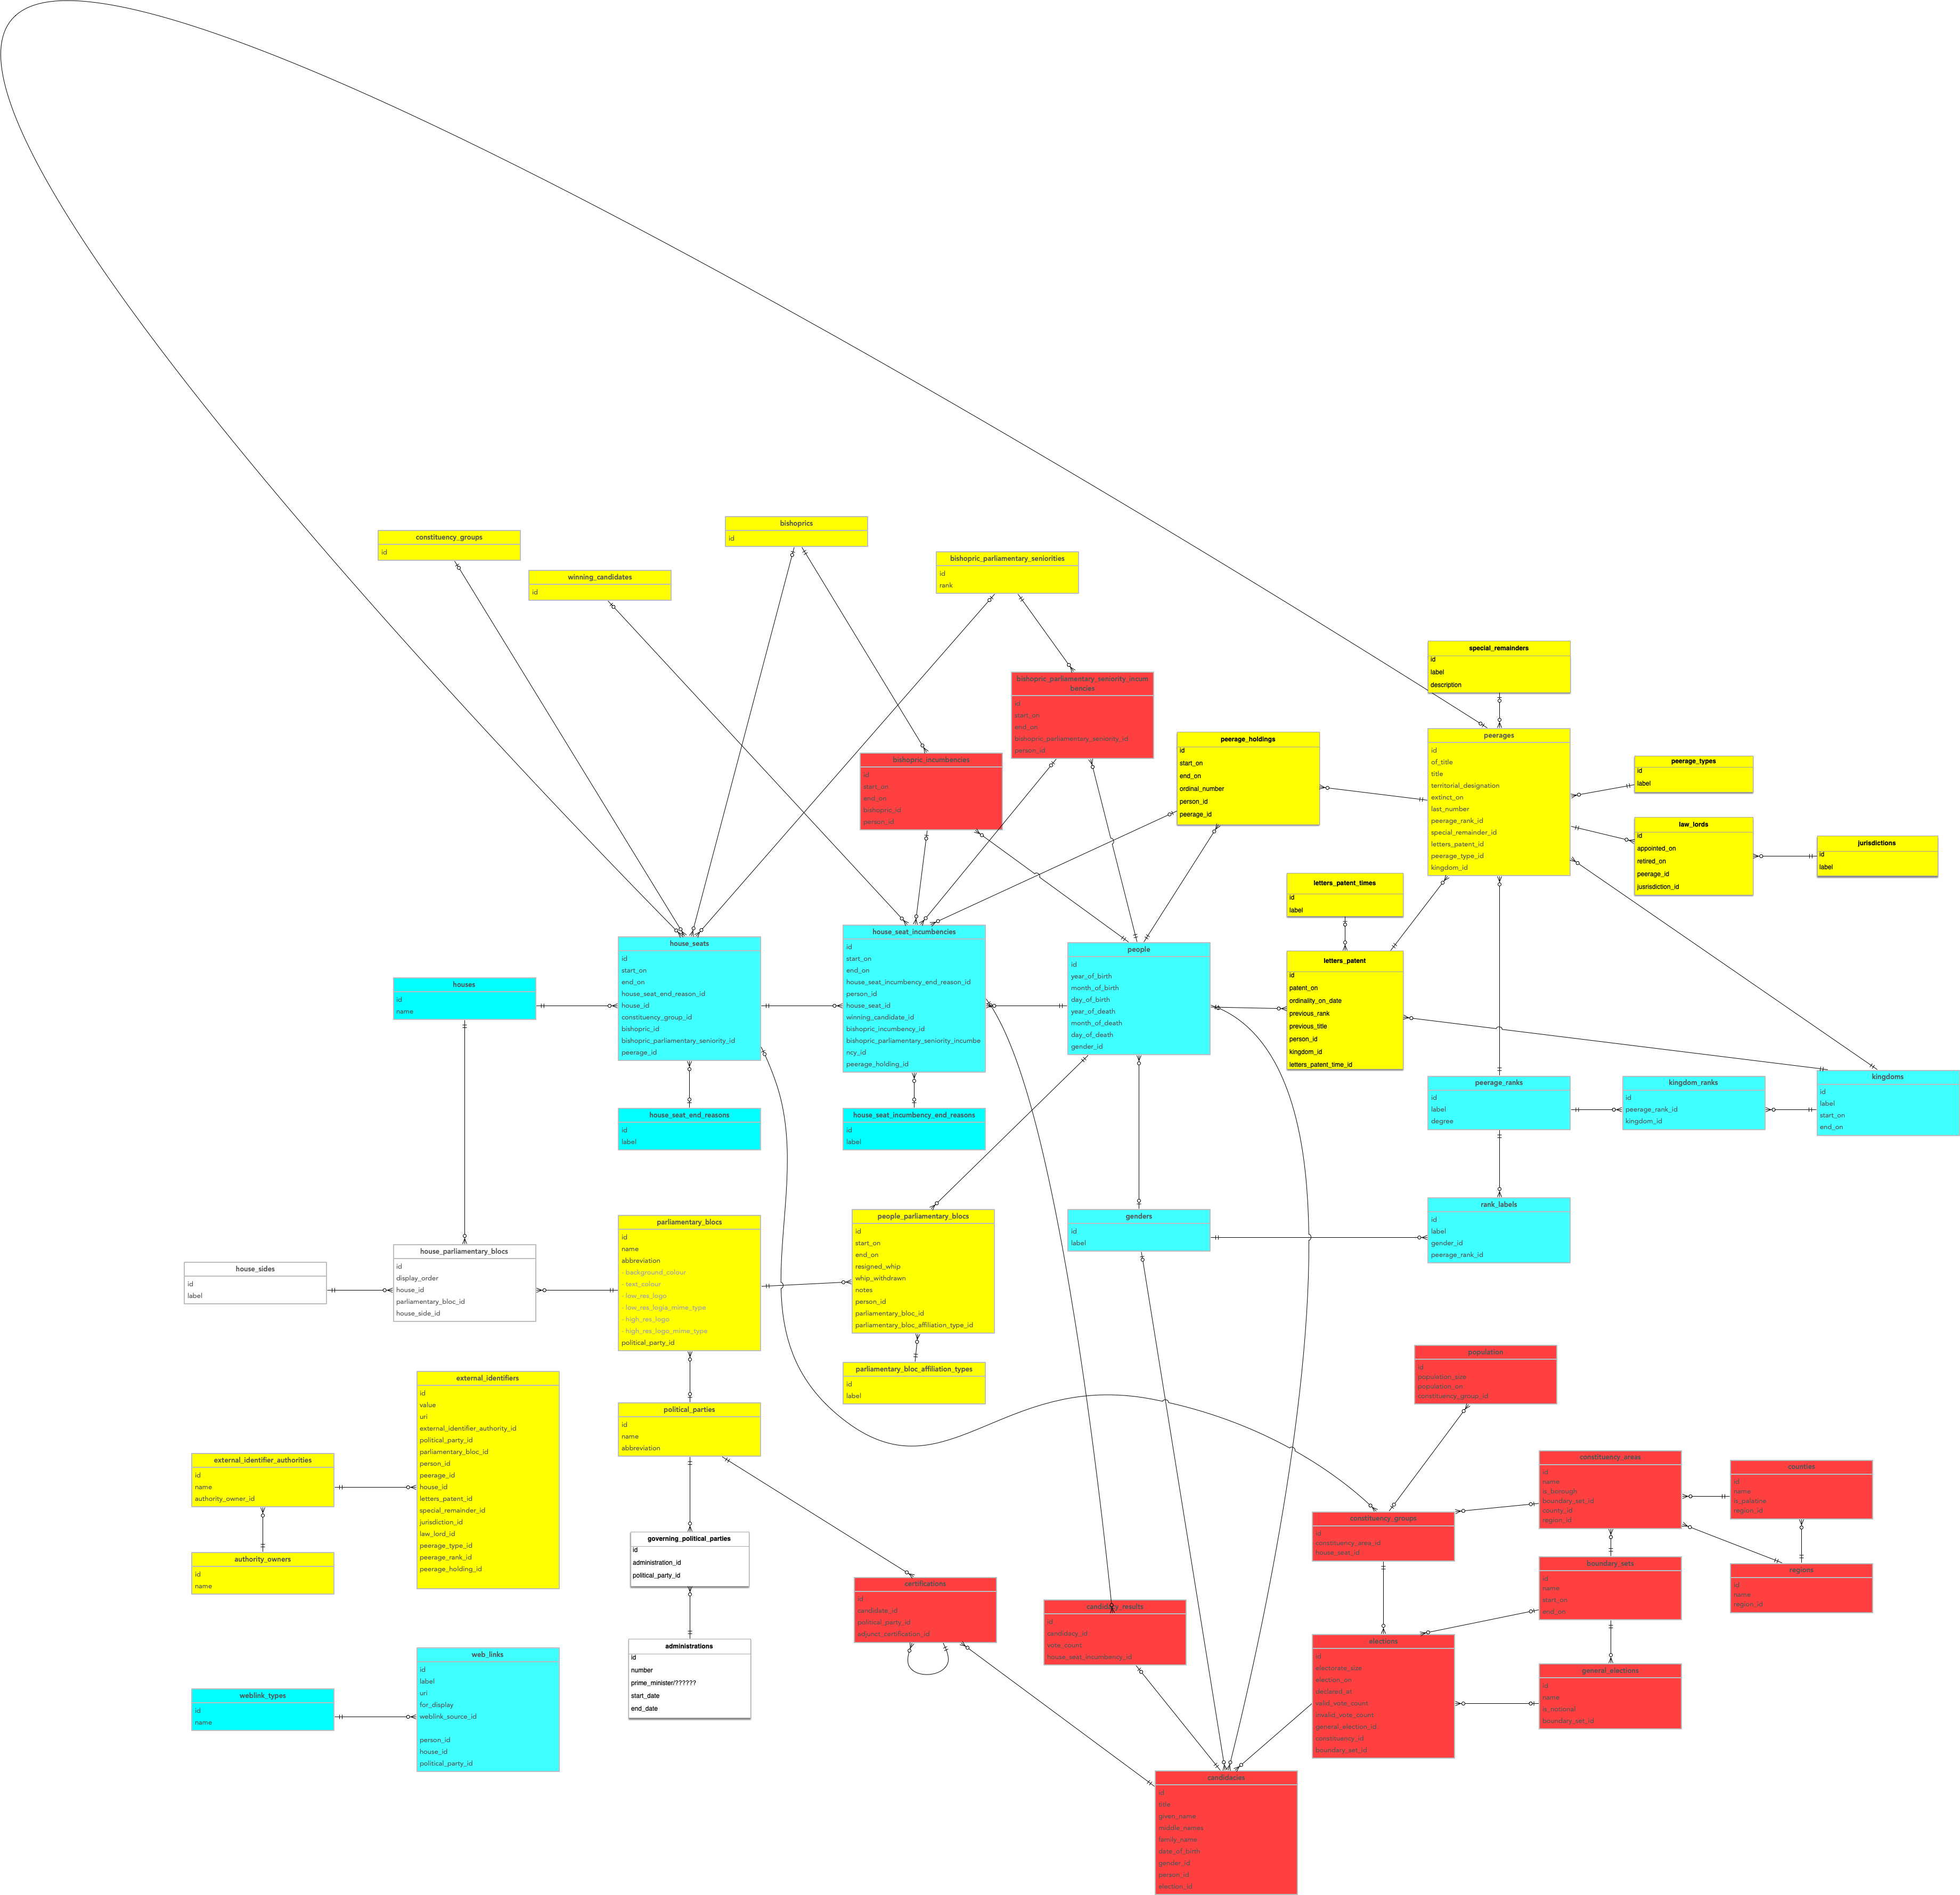 constituency_groups
id
bishoprics
id
winning_candidates
id
bishopric_parliamentary_seniorities
id
rank
special_remainders
id
label
description
bishopric_parliamentary_seniority_incum
bencies
id
start_on
end_on
bishopric_parliamentary_seniority_id
person_id
peerage_holdings
id
start_on
end_on
ordinal_number
person_id
peerage_id
peerages
id
of_title
title
territorial_designation
extinct_on
last_number
peerage_rank_id
special_remainder_id
letters_patent_id
peerage_type_id
kingdom_id
peerage_types
id
label
bishopric_incumbencies
id
start_on
end_on
bishopric_id
person_id
law_lords
id
appointed_on
retired_on
peerage_id
jusrisdiction_id
jurisdictions
id
label
letters_patent_times
id
label
house_seats
id
start_on
end_on
house_seat_end_reason_id
house_id
constituency_group_id
bishopric_id
bishopric_parliamentary_seniority_id
peerage_id
house_seat_incumbencies
id
start_on
end_on
house_seat_incumbency_end_reason_id
person_id
house_seat_id
winning_candidate_id
bishopric_incumbency_id
bishopric_parliamentary_seniority_incumbe
ncy_id
peerage_holding_id
people
id
year_of_birth
month_of_birth
day_of_birth
year_of_death
month_of_death
day_of_death
gender_id
letters_patent
id
patent_on
ordinality_on_date
previous_rank
previous_title
person_id
kingdom_id
letters_patent_time_id
houses
id
name
peerage_ranks
id
label
degree
kingdom_ranks
id
peerage_rank_id
kingdom_id
kingdoms
id
label
start_on
end_on
house_seat_end_reasons
id
label
house_seat_incumbency_end_reasons
id
label
rank_labels
id
label
gender_id
peerage_rank_id
genders
id
label
parliamentary_blocs
id
name
abbreviation
- background_colour
- text_colour
- low_res_logo
- low_res_logia_mime_type
- high_res_logo
- high_res_logo_mime_type
political_party_id
people_parliamentary_blocs
id
start_on
end_on
resigned_whip
whip_withdrawn
notes
person_id
parliamentary_bloc_id
parliamentary_bloc_affiliation_type_id
house_parliamentary_blocs
id
display_order
house_id
parliamentary_bloc_id
house_side_id
house_sides
id
label
parliamentary_bloc_affiliation_types
id
label
population
id
population_size
population_on
constituency_group_id
external_identifiers
id
value
uri
external_identifier_authority_id
political_party_id
parliamentary_bloc_id
person_id
peerage_id
house_id
letters_patent_id
special_remainder_id
jurisdiction_id
law_lord_id
peerage_type_id
peerage_rank_id
peerage_holding_id
political_parties
id
name
abbreviation
external_identifier_authorities
id
name
authority_owner_id
constituency_areas
id
name
is_borough
boundary_set_id
county_id
region_id
counties
id
name
is_palatine
region_id
constituency_groups
id
constituency_area_id
house_seat_id
governing_political_parties
id
administration_id
political_party_id
authority_owners
id
name
boundary_sets
id
name
start_on
end_on
regions
id
name
region_id
certifications
id
candidate_id
political_party_id
adjunct_certification_id
candidacy_results
id
candidacy_id
vote_count
house_seat_incumbency_id
elections
id
electorate_size
election_on
declared_at
valid_vote_count
invalid_vote_count
general_election_id
constituency_id
boundary_set_id
administrations
id
number
prime_minister/??????
start_date
end_date
web_links
id
label
uri
for_display
weblink_source_id
person_id
house_id
political_party_id
general_elections
id
name
is_notional
boundary_set_id
weblink_types
id
name
candidacies
id
title
given_name
middle_names
family_name
date_of_birth
gender_id
person_id
election_id